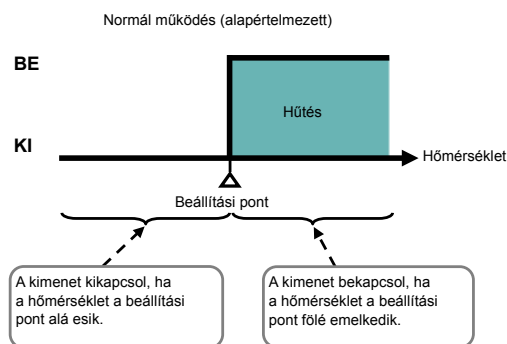 Normál működés (alapértelmezett)
BE
Hűtés
KI
Hőmérséklet
Beállítási pont
A kimenet kikapcsol, ha
a hőmérséklet a beállítási
pont alá esik.
A kimenet bekapcsol, ha
a hőmérséklet a beállítási
pont fölé emelkedik.